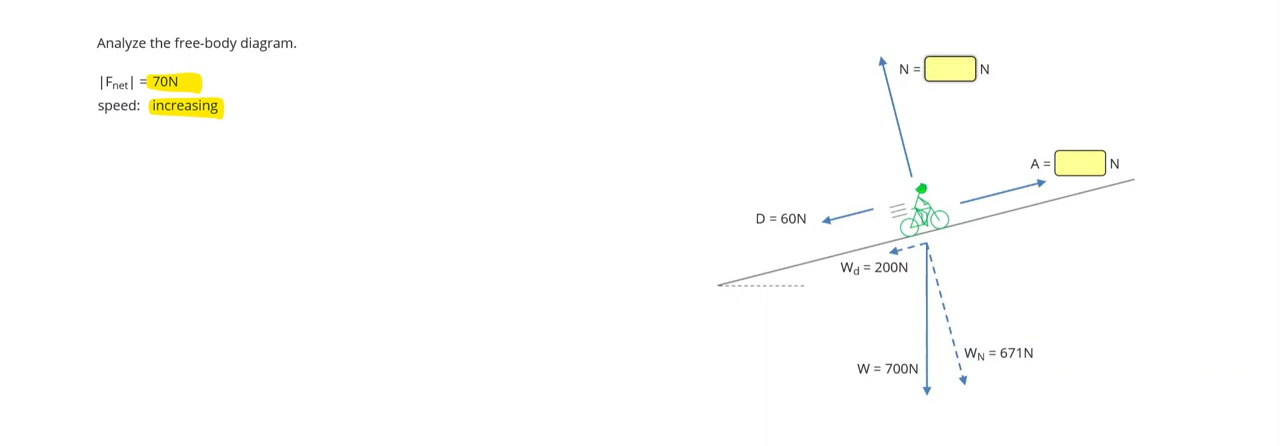 Analyze the free-body diagram.
|Fnet| = 70N
speed: increasing
N = N
A = N
D = 60N
Wd = 200N
WN = 671N
W = 700N